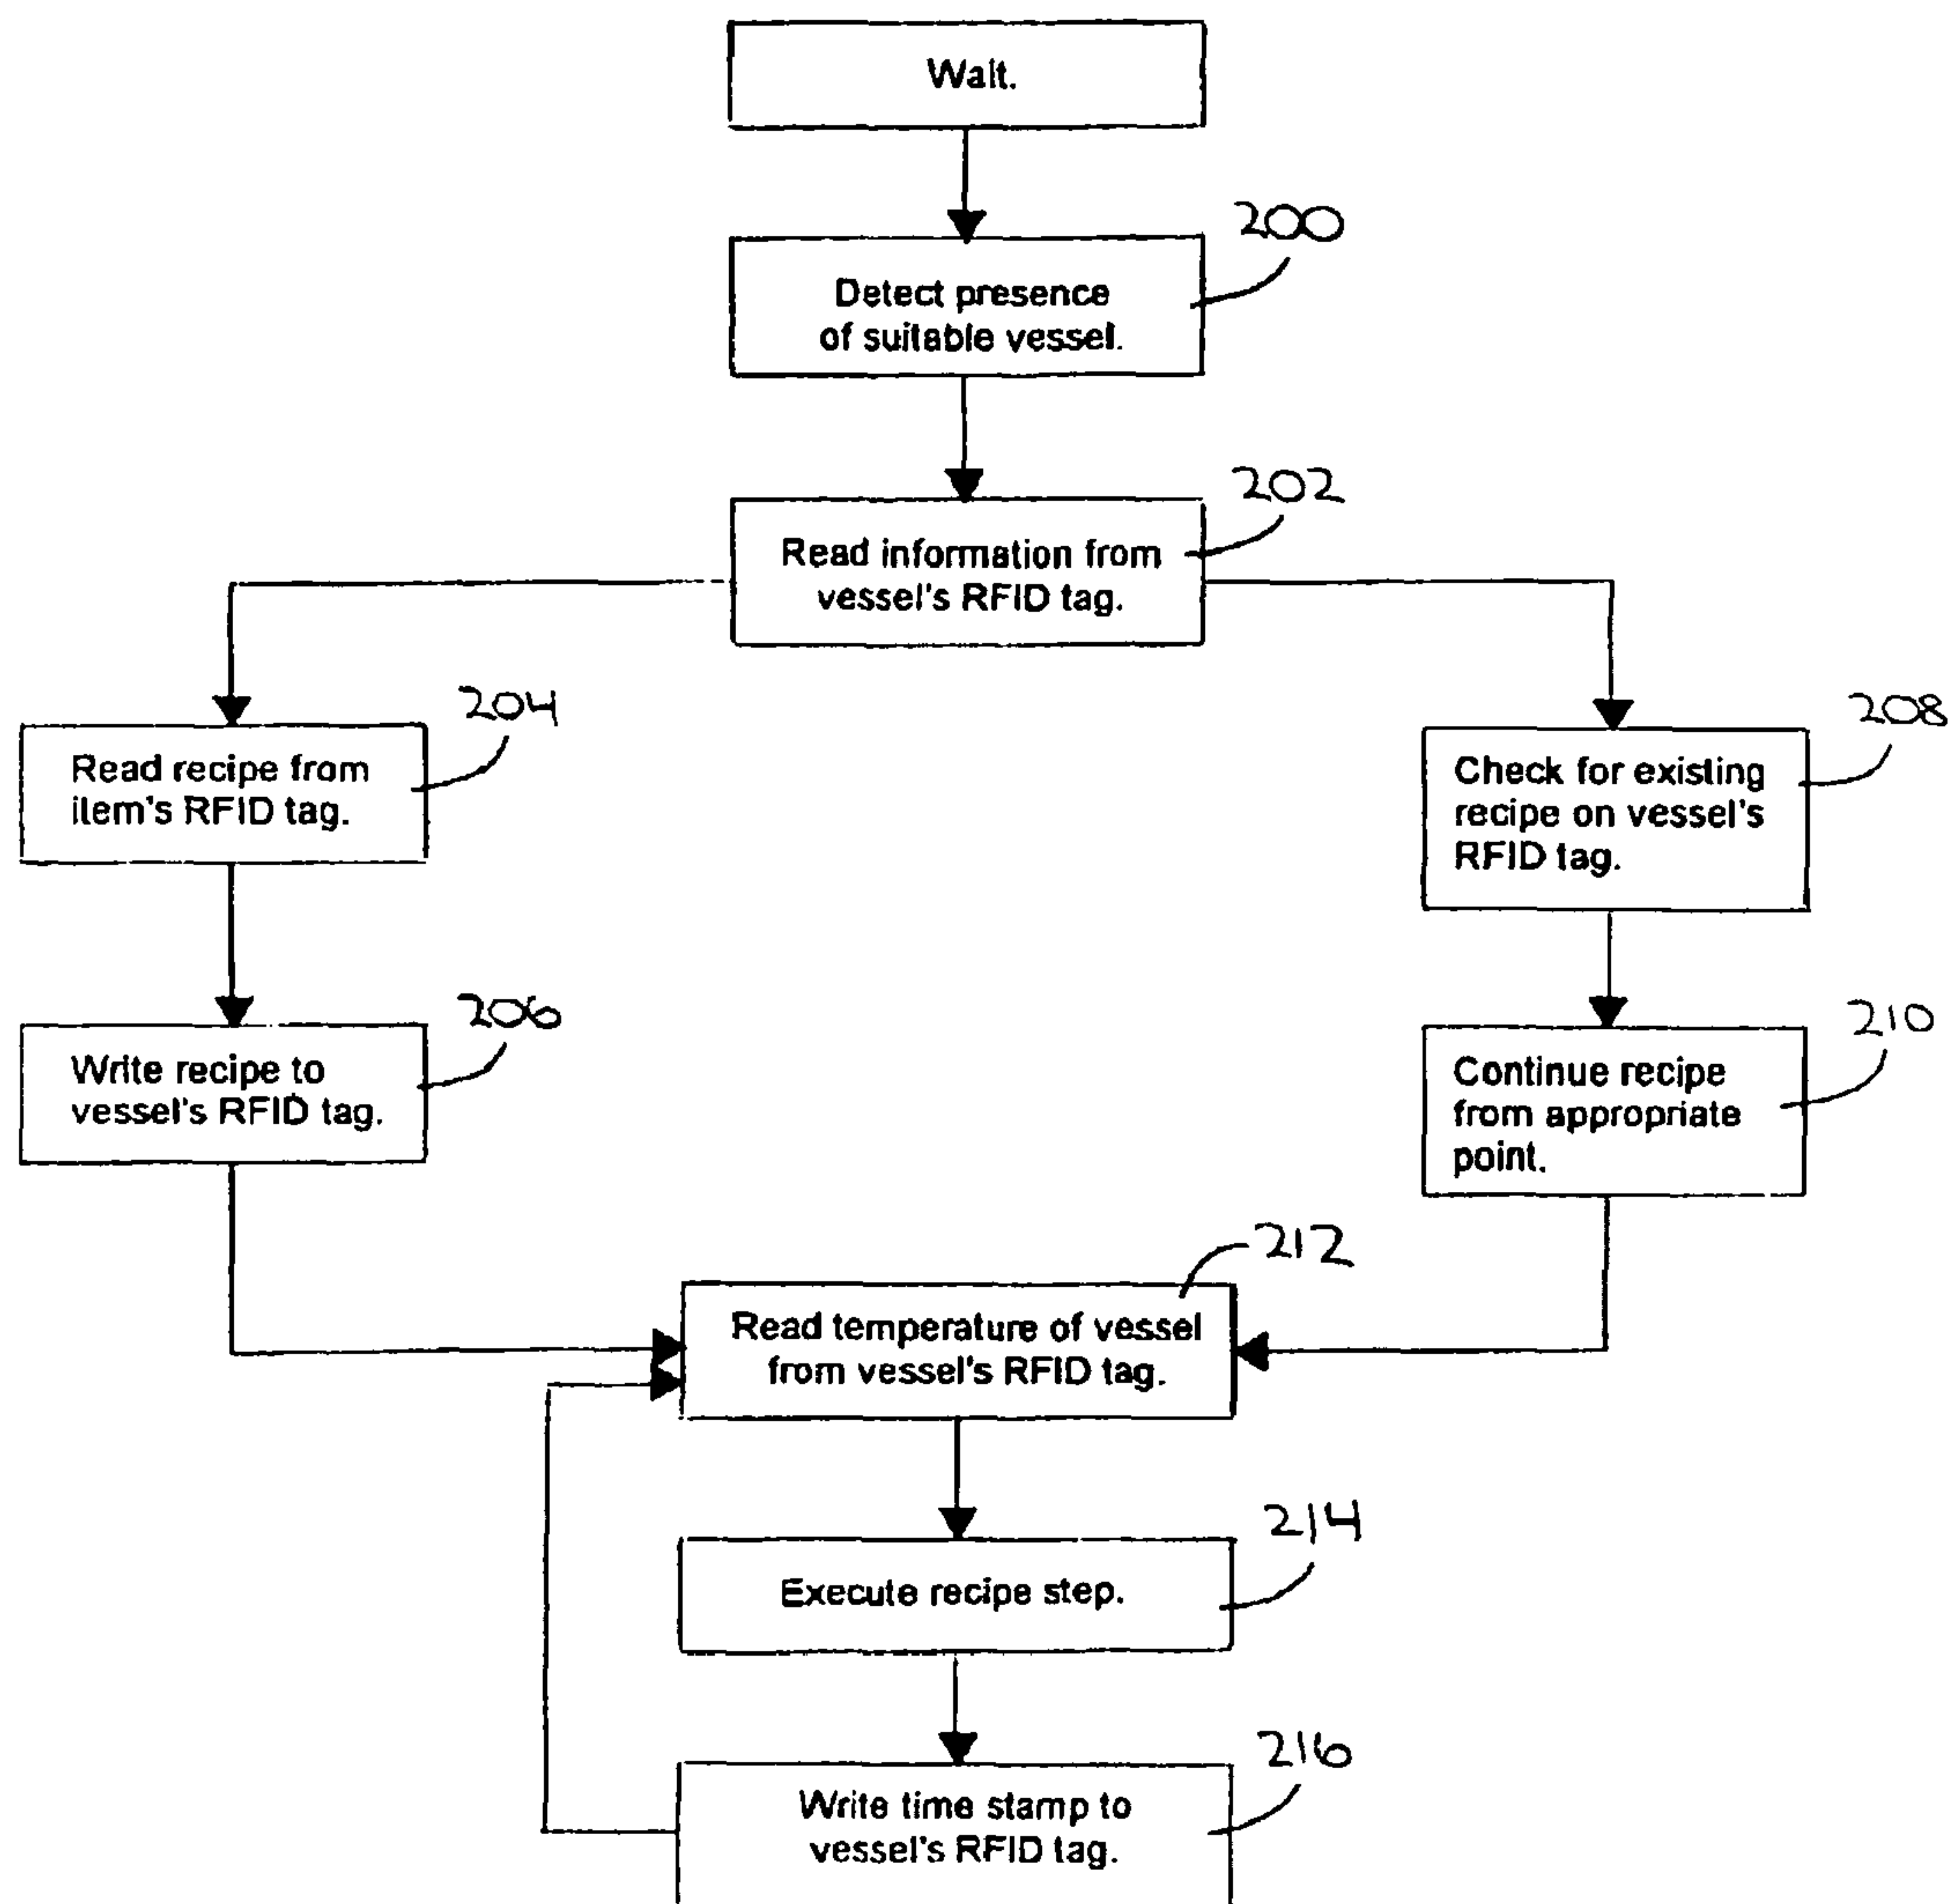 Wait.
200
Detect presence
of suitable vessel.
202
Read information from
vessel's RFID tag.
204
Read recipe from
item's RFID tag.
206
Write recipe to
vessel's RFID tag.
208
Check for existing
recipe on vessel's
RFID tag.
210
Continue recipe
from appropriate
point.
212
Read temperature of vessel
from vessel's RFID tag.
214
Execute recipe step.
216
Write time stamp to
vessel's RFID tag.